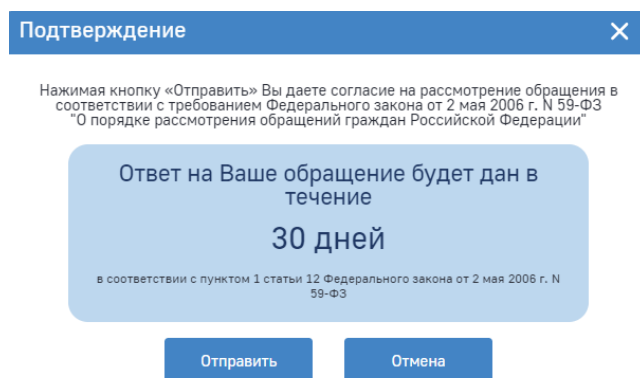 Подтверждение
Нажимая кнопку «Отправить» Вы даете согласие на рассмотрение обращения в
соответствии с требованием Федерального закона от 2 мая 2006 г. N 59-ФЗ
"О порядке рассмотрения обращений граждан Российской Федерации"
Ответ на Ваше обращение будет дан в
течение
30 дней
в соответствии с пунктом 1 статьи 12 Федерального закона от 2 мая 2006 г. N
59-ФЗ
Отправить Отмена